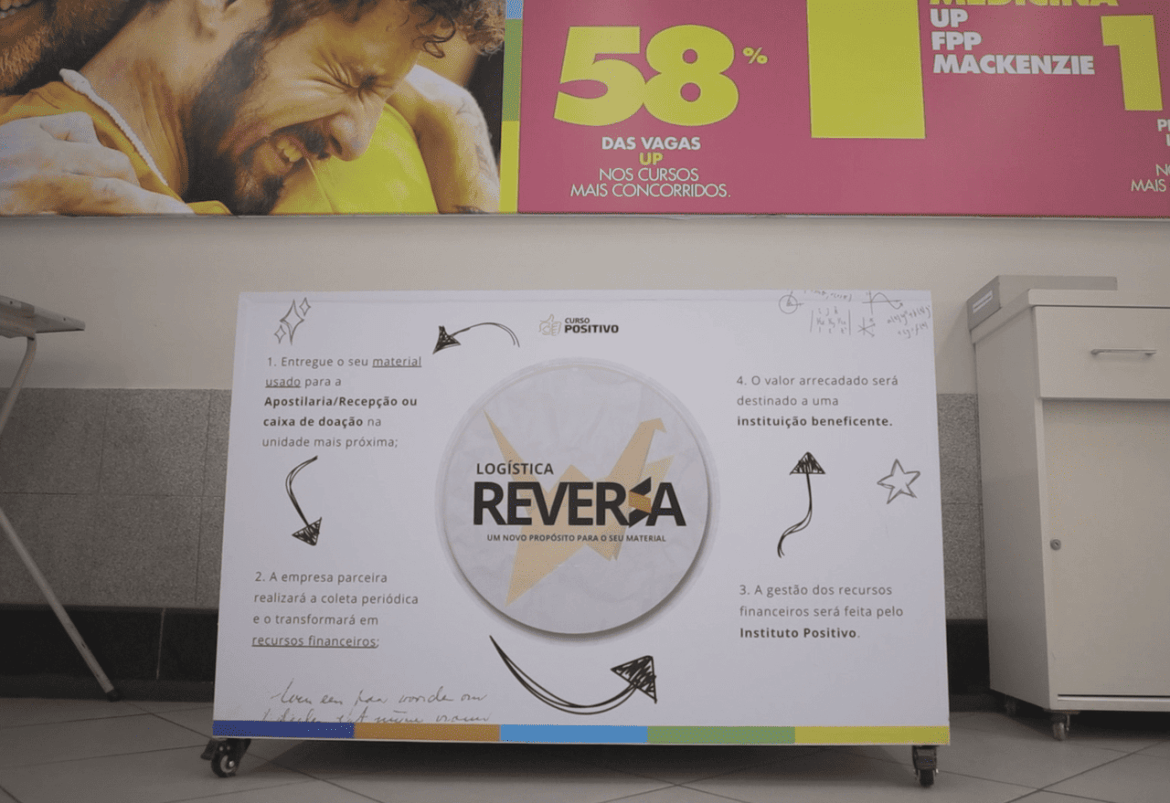 58%
DAS VAGAS
UP
NOS CURSOS
MAIS CONCORRIDOS.
MEDICINA
UP
FPP
MACKENZIE
1
MAIS
CURSO
POSITIVO
1. Entregue o seu material
usado para a
Apostilaria/Recepção ou
caixa de doação na
unidade mais próxima;
LOGÍSTICA
REVERSA
UM NOVO PROPÓSITO PARA O SEU MATERIAL
4. O valor arrecadado será
destinado a uma
instituição beneficente.
2. A empresa parceira
realizará a coleta periódica
e o transformará em
recursos financeiros;
3. A gestão dos recursos
financeiros será feita pelo
Instituto Positivo.